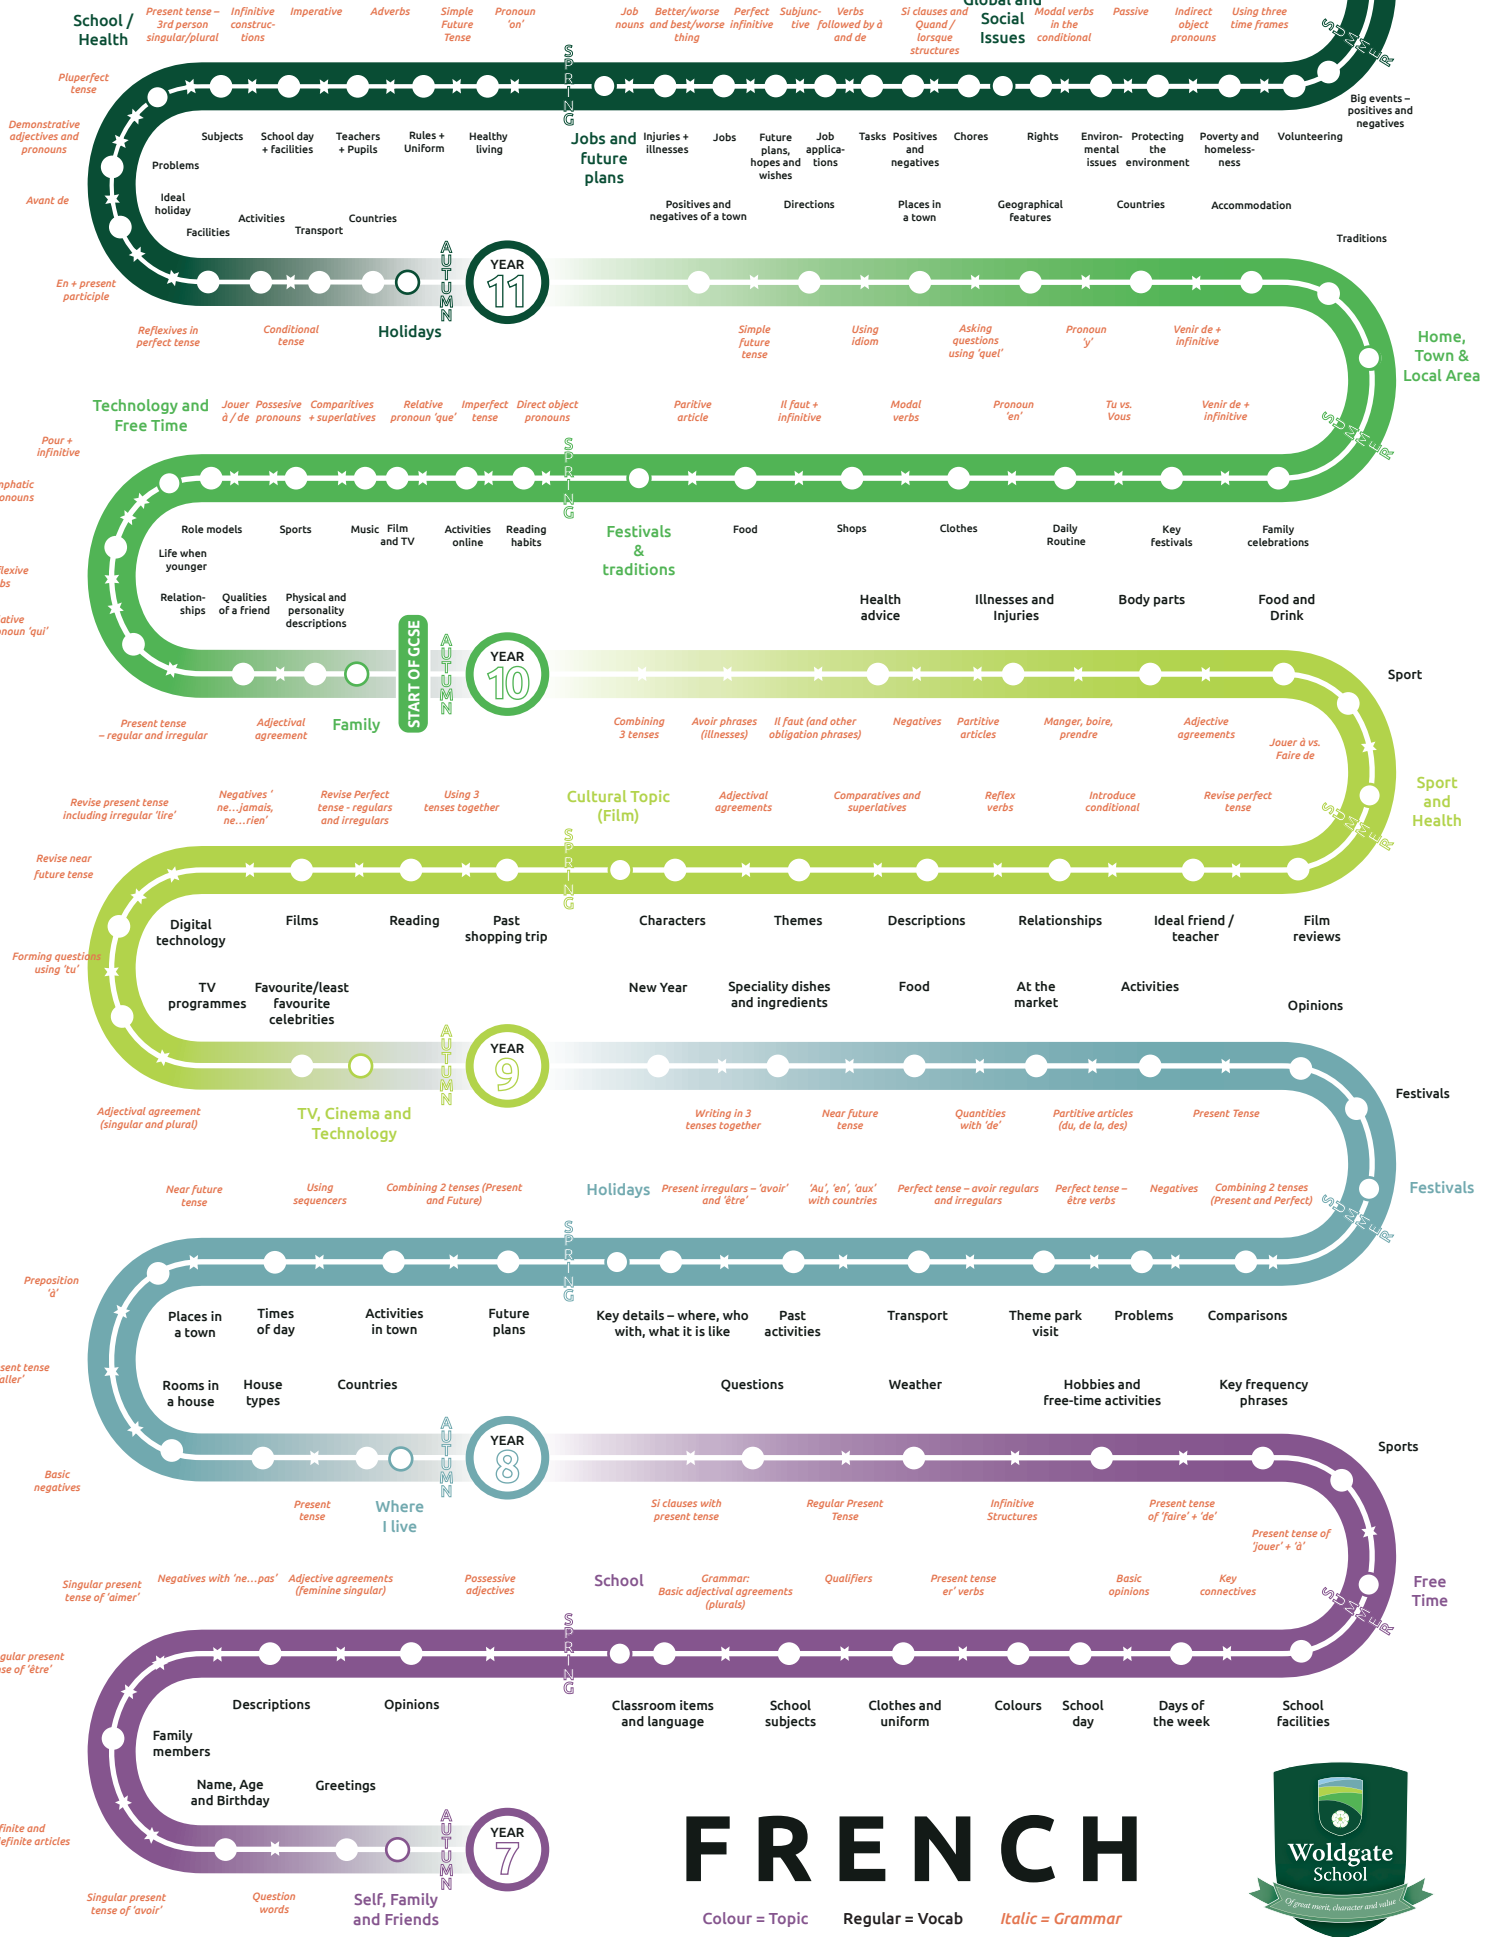 School /
Health
Present tense –
3rd person
singular/plural
Infinitive
construc-
tions
Imperative
Adverbs
Simple
Future
Tense
Pronoun
‘on’
Job
nouns
Better/worse
and best/worse
thing
Perfect
infinitive
Subjunc-
tive
Verbs
followed by à
and de
Si clauses and
Quand /
lorsque
structures
Global and
Social
Issues
Modal verbs
in the
conditional
Passive
Indirect
object
pronouns
Using three
time frames
SUMMER
Pluperfect
tense
SPRING
Big events –
positives and
negatives
Demonstrative
adjectives and
pronouns
Subjects
School day
+ facilities
Teachers
+ Pupils
Rules +
Uniform
Healthy
living
Jobs and
future
plans
Injuries +
illnesses
Jobs
Future
plans,
hopes and
wishes
Job
applica-
tions
Tasks
Positives
and
negatives
Chores
Rights
Environ-
mental
issues
Protecting
the
environment
Poverty and
homeless-
ness
Volunteering
Problems
Avant de
Ideal
holiday
Facilities
Activities
Transport
Countries
Positives and
negatives of a town
Directions
Places in
a town
Geographical
features
Countries
Accommodation
Traditions
AUTUMN
YEAR
11
En + present
participle
Reflexives in
perfect tense
Conditional
tense
Holidays
Simple
future
tense
Using
idiom
Asking
questions
using ‘quel’
Pronoun
‘y’
Venir de +
infinitive
Home,
Town &
Local Area
Technology and
Free Time
Jouer
à / de
Possesive
pronouns
Comparitives
+ superlatives
Relative
pronoun ‘que’
Imperfect
tense
Direct object
pronouns
Paritive
article
Il faut +
infinitive
Modal
verbs
Pronoun
‘en’
Tu vs.
Vous
Venir de +
infinitive
SUMMER
Pour +
infinitive
SPRING
Role models
Sports
Music
Film
and TV
Activities
online
Reading
habits
Festivals
&
traditions
Food
Shops
Clothes
Daily
Routine
Key
festivals
Family
celebrations
Life when
younger
Relation-
ships
Qualities
of a friend
Physical and
personality
descriptions
Health
advice
Illnesses and
Injuries
Body parts
Food and
Drink
Sport
START OF GCSE
AUTUMN
YEAR
10
Present tense
– regular and irregular
Adjectival
agreement
Family
Combining
3 tenses
Avoir phrases
(illnesses)
Il faut (and other
obligation phrases)
Negatives
Partitive
articles
Manger, boire,
prendre
Adjective
agreements
Jouer à vs.
Faire de
Sport
and
Health
Revise present tense
including irregular ‘lire’
Negatives ‘
ne…jamais,
ne…rien’
Revise Perfect
tense - regulars
and irregulars
Using 3
tenses together
Cultural Topic
(Film)
Adjectival
agreements
Comparatives and
superlatives
Reflex
verbs
Introduce
conditional
Revise perfect
tense
SUMMER
Revise near
future tense
SPRING
Digital
technology
Films
Reading
Past
shopping trip
Characters
Themes
Descriptions
Relationships
Ideal friend /
teacher
Film
reviews
Forming questions
using ‘tu’
TV
programmes
Favourite/least
favourite
celebrities
New Year
Speciality dishes
and ingredients
Food
At the
market
Activities
Opinions
Festivals
AUTUMN
YEAR
9
Adjectival agreement
(singular and plural)
TV, Cinema and
Technology
Writing in 3
tenses together
Near future
tense
Quantities
with ‘de’
Partitive articles
(du, de la, des)
Present Tense
Festivals
Near future
tense
Using
sequencers
Combining 2 tenses (Present
and Future)
Holidays
Present irregulars – ‘avoir’
and ‘être’
‘Au’, ‘en’, ‘aux’
with countries
Perfect tense – avoir regulars
and irregulars
Perfect tense –
être verbs
Negatives
Combining 2 tenses
(Present and Perfect)
SUMMER
Preposition
‘à’
SPRING
Places in
a town
Times
of day
Activities
in town
Future
plans
Key details – where, who
with, what it is like
Past
activities
Transport
Theme park
visit
Problems
Comparisons
Rooms in
a house
House
types
Countries
Questions
Weather
Hobbies and
free-time activities
Key frequency
phrases
Sports
AUTUMN
YEAR
8
Basic
negatives
Present
tense
Where
I live
Si clauses with
present tense
Regular Present
Tense
Infinitive
Structures
Present tense
of ‘faire’ + ‘de’
Present tense of
‘jouer’ + ‘à’
Free
Time
Singular present
tense of ‘aimer’
Negatives with ‘ne…pas’
Adjective agreements
(feminine singular)
Possessive
adjectives
School
Grammar:
Basic adjectival agreements
(plurals)
Qualifiers
Present tense
er’ verbs
Basic
opinions
Key
connectives
SUMMER
SPRING
Descriptions
Opinions
Classroom items
and language
School
subjects
Clothes and
uniform
Colours
School
day
Days of
the week
School
facilities
Family
members
Name, Age
and Birthday
Greetings
AUTUMN
YEAR
7
Singular present
tense of ‘avoir’
Question
words
Self, Family
and Friends
FRENCH
Colour = Topic
Regular = Vocab
Italic = Grammar
Woldgate
School
Of great merit, character and value